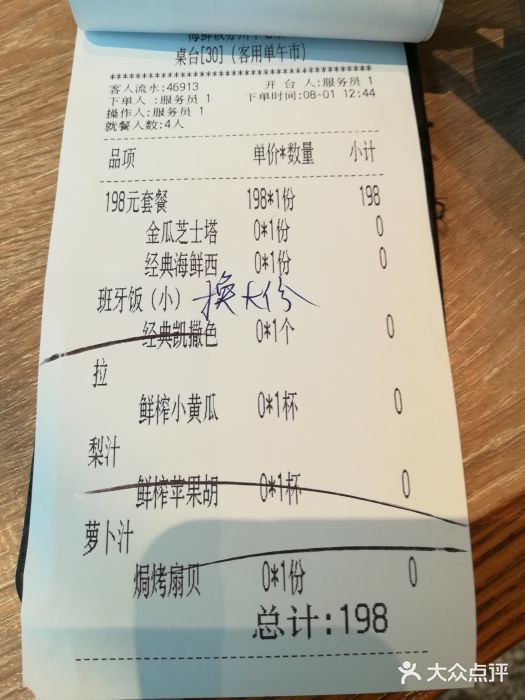 桌台[30](客用单午市)
客人流水:46913 开台人:服务员 1
下单人:服务员 1 下单时间:08-01 12:44
操作人:服务员 1
就餐人数:4人
品项 单价*数量 小计
198元套餐 198*1份 198
金瓜芝士塔 0*1份 0
经典海鲜西 0*1份 0
班牙饭(小) 换大份
经典凯撒色 0*1个 0
拉
鲜榨小黄瓜 0*1杯 0
梨汁
鲜榨苹果胡 0*1杯 0
萝卜汁
焗烤扇贝 0*1份 0
总计:198
大众点评